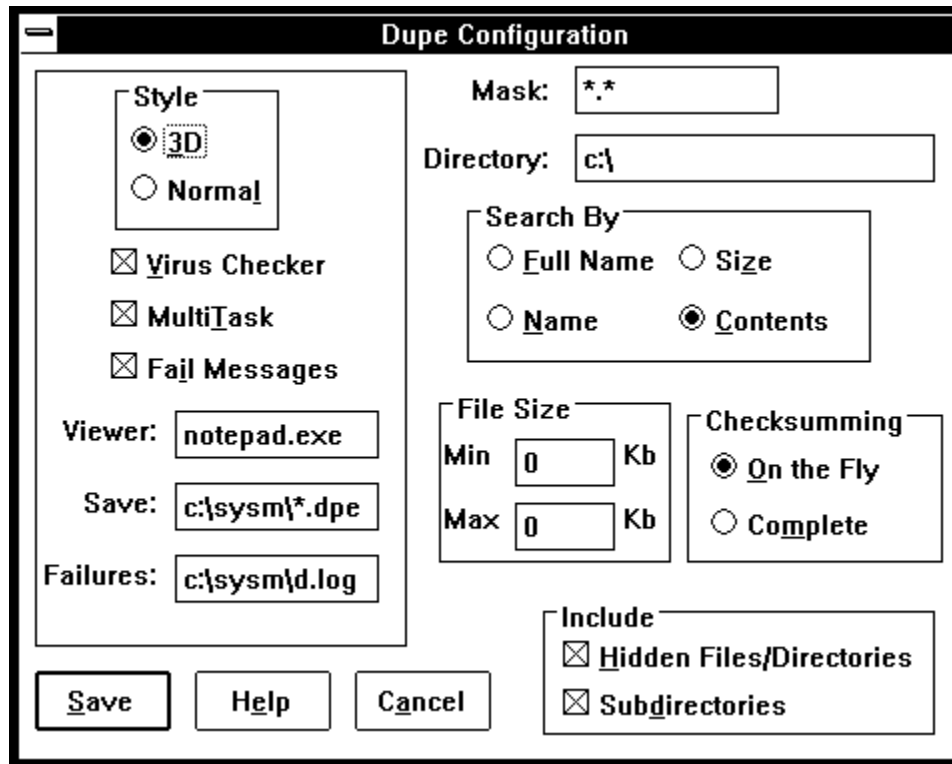 Dupe Configuration
Style
3D
Normal
Virus Checker
MultiTask
Fail Messages
Viewer: notepad.exe
Save: c:\sysm\*.dpe
Failures: c:\sysm\d.log
Save Help Cancel
Mask: *.*
Directory: c:\
Search By
Full Name Size
Name Contents
File Size
Min 0 Kb
Max 0 Kb
Checksumming
On the Fly
Complete
Include
Hidden Files/Directories
Subdirectories